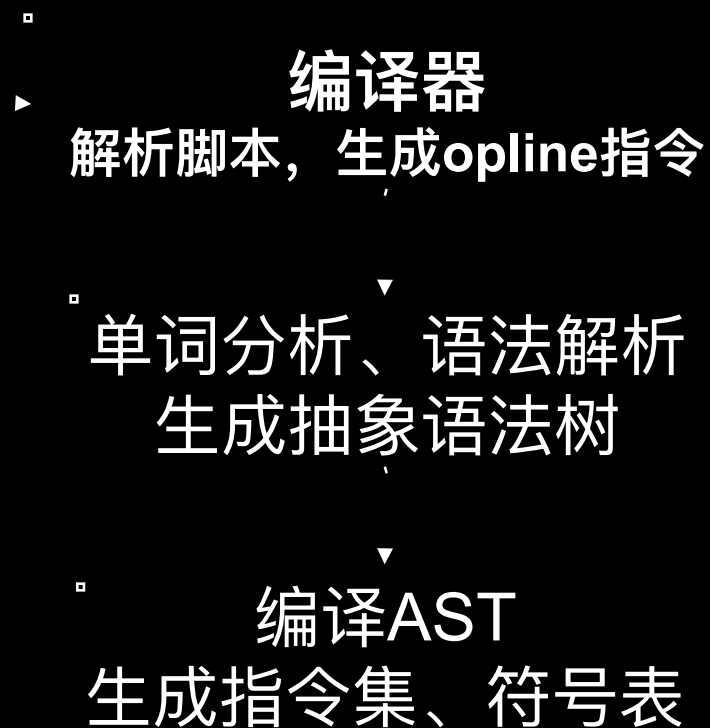 编译器
解析脚本，生成opline指令
单词分析、语法解析
生成抽象语法树
编译AST
生成指令集、符号表